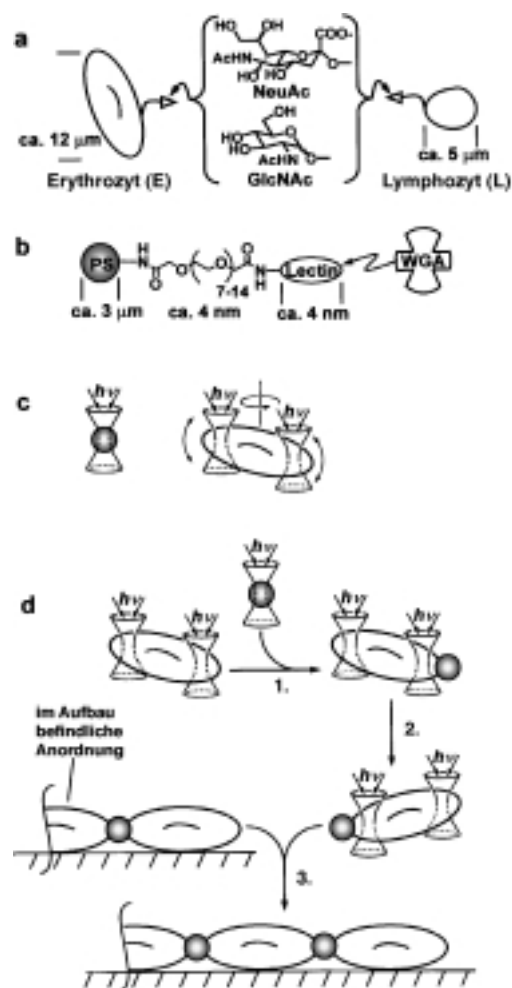 a
HO
OH
HO
COO-
AcHN
O
HO
HO
O
NeuAc
OH
HO
O
HO
AcHN
O
GlcNAc
ca. 12 µm
Erythrozyt (E)
ca. 5 µm
Lymphozyt (L)
b
PS
H
N
O
O
O
7-14
O
N
H
Lectin
WGA
ca. 3 µm
ca. 4 nm
ca. 4 nm
c
hν
hν
hν
d
hν
hν
hν
hν
hν
1.
2.
im Aufbau
befindliche
Anordnung
hν
hν
3.